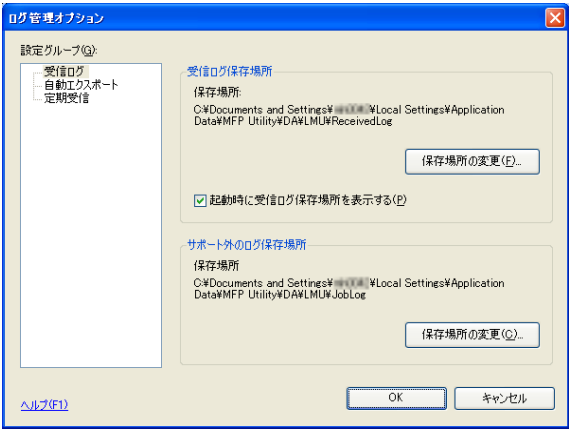 ログ管理オプション
設定グループ(G):
受信ログ
自動エクスポート
定期受信
受信ログ保存場所
保存場所:
C:¥Documents and Settings¥ ¥Local Settings¥Application
Data¥MFP Utility¥DA¥LMU¥ReceivedLog
保存場所の変更(F)...
起動時に受信ログ保存場所を表示する(P)
サポート外のログ保存場所
保存場所
C:¥Documents and Settings¥ ¥Local Settings¥Application
Data¥MFP Utility¥DA¥LMU¥JobLog
保存場所の変更(C)...
ヘルプ(F1)
OK
キャンセル